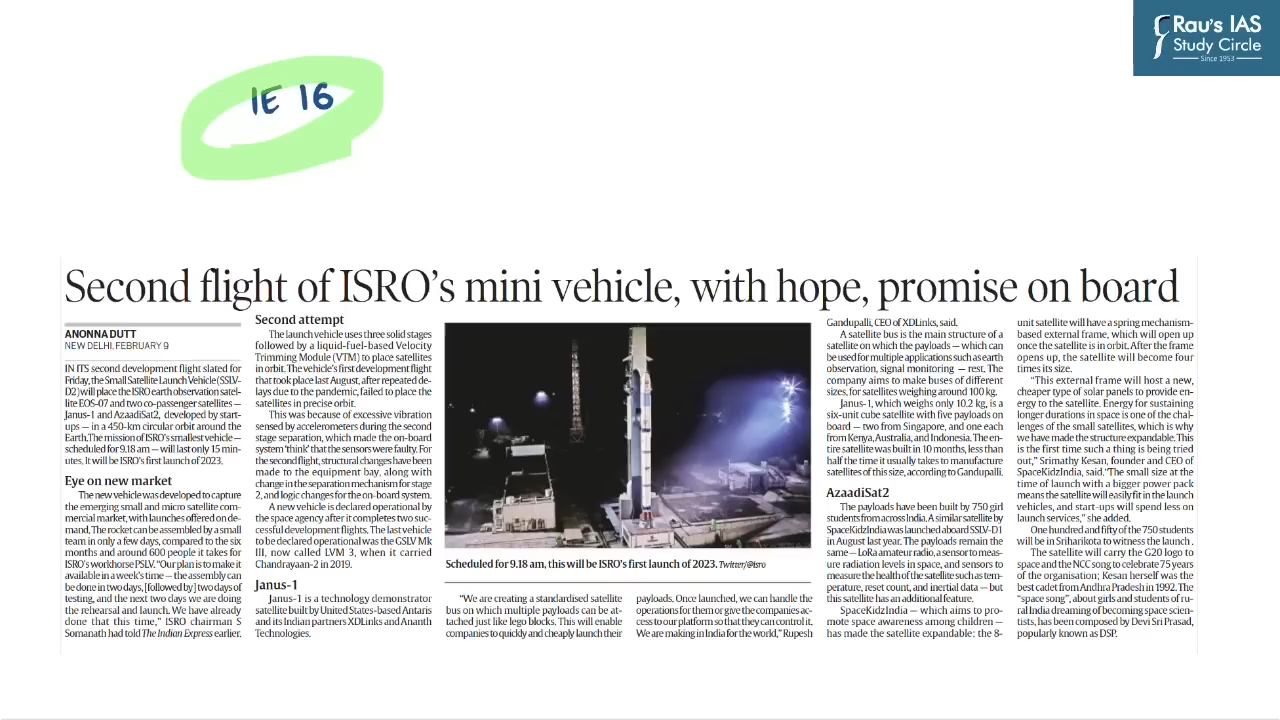 Rau's IAS
Study Circle
Since 1953
IE 16
Second flight of ISRO's mini vehicle, with hope, promise on board
ANONNA DUTT
NEW DELHI, FEBRUARY 9
IN ITS second development flight slated for
Friday, the Small Satellite Launch Vehicle (SSLV-
D2) will place the ISRO earth observation satel-
lite EOS-07 and two co-passenger satellites —
Janus-1 and AzaadiSat2, developed by start-
ups — in a 450-km circular orbit around the
Earth.The mission of ISRO's smallest vehicle —
scheduled for 9.18 am — will last only 15 min-
utes. It will be ISRO's first launch of 2023.
Eye on new market
The new vehicle was developed to capture
the emerging small and micro satellite com-
mercial market, with launches offered on de-
mand. The rocket can be assembled by a small
team in only a few days, compared to the six
months and around 600 people it takes for
ISRO's workhorse PSLV. "Our plan is to make it
available in a week's time — the assembly can
be done in two days, [followed by] two days of
testing, and the next two days we are doing
the rehearsal and launch. We have already
done that this time," ISRO chairman S
Somanath had told The Indian Express earlier.
Second attempt
The launch vehicle uses three solid stages
followed by a liquid-fuel-based Velocity
Trimming Module (VTM) to place satellites
in orbit. The vehicle's first development flight
that took place last August, after repeated de-
lays due to the pandemic, failed to place the
satellites in precise orbit.
This was because of excessive vibration
sensed by accelerometers during the second
stage separation, which made the on-board
system 'think' that the sensors were faulty. For
the second flight, structural changes have been
made to the equipment bay, along with
change in the separation mechanism for stage
2, and logic changes for the on-board system.
A new vehicle is declared operational by
the space agency after it completes two suc-
cessful development flights. The last vehicle
to be declared operational was the GSLV Mk
III, now called LVM 3, when it carried
Chandrayaan-2 in 2019.
Janus-1
Janus-1 is a technology demonstrator
satellite built by United States-based Antaris
and its Indian partners XDLinks and Ananth
Technologies.
Scheduled for 9.18 am, this will be ISRO's first launch of 2023. Twitter/@isro
"We are creating a standardised satellite
bus on which multiple payloads can be at-
tached just like lego blocks. This will enable
companies to quickly and cheaply launch their
payloads. Once launched, we can handle the
operations for them or give the companies ac-
cess to our platform so that they can control it.
We are making in India for the world," Rupesh
Gandupalli, CEO of XDLinks, said,
A satellite bus is the main structure of a
satellite on which the payloads — which can
be used for multiple applications such as earth
observation, signal monitoring — rest. The
company aims to make buses of different
sizes, for satellites weighing around 100 kg.
Janus-1, which weighs only 10.2 kg, is a
six-unit cube satellite with five payloads on
board — two from Singapore, and one each
from Kenya, Australia, and Indonesia. The en-
tire satellite was built in 10 months, less than
half the time it usually takes to manufacture
satellites of this size, according to Gandupalli.
AzaadiSat2
The payloads have been built by 750 girl
students from across India. A similar satellite by
SpaceKidzIndia was launched aboard SSLV-D1
in August last year. The payloads remain the
same — LoRa amateur radio, a sensor to meas-
ure radiation levels in space, and sensors to
measure the health of the satellite such as tem-
perature, reset count, and inertial data — but
this satellite has an additional feature.
SpaceKidzIndia — which aims to pro-
mote space awareness among children —
has made the satellite expandable: the 8-
unit satellite will have a spring mechanism-
based external frame, which will open up
once the satellite is in orbit. After the frame
opens up, the satellite will become four
times its size.
"This external frame will host a new,
cheaper type of solar panels to provide en-
ergy to the satellite. Energy for sustaining
longer durations in space is one of the chal-
lenges of the small satellites, which is why
we have made the structure expandable. This
is the first time such a thing is being tried
out," Srimathy Kesan, founder and CEO of
SpaceKidzIndia, said. "The small size at the
time of launch with a bigger power pack
means the satellite will easily fit in the launch
vehicles, and start-ups will spend less on
launch services," she added.
One hundred and fifty of the 750 students
will be in Sriharikota to witness the launch .
The satellite will carry the G20 logo to
space and the NCC song to celebrate 75 years
of the organisation; Kesan herself was the
best cadet from Andhra Pradesh in 1992. The
"space song", about girls and students of ru-
ral India dreaming of becoming space scien-
tists, has been composed by Devi Sri Prasad,
popularly known as DSP.